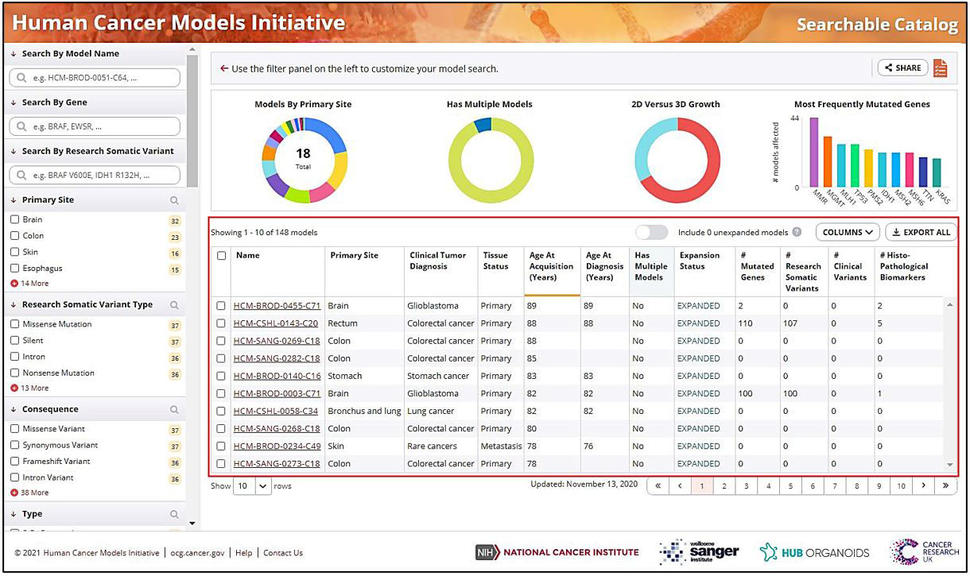 Human Cancer Models Initiative
Searchable Catalog
Search By Model Name
e.g. HCM-BROD-0051-C64, ...
Search By Gene
e.g. BRAF, EWSR, ...
Search By Research Somatic Variant
e.g. BRAF V600E, IDH1 R132H, ...
Primary Site
Brain 32
Colon 23
Skin 16
Esophagus 15
14 More
Research Somatic Variant Type
Missense Mutation 37
Silent 37
Intron 36
Nonsense Mutation 36
13 More
Consequence
Missense Variant 37
Synonymous Variant 37
Frameshift Variant 36
Intron Variant 36
38 More
Type
← Use the filter panel on the left to customize your model search.
SHARE
Models By Primary Site
18
Total
Has Multiple Models
2D Versus 3D Growth
Most Frequently Mutated Genes
# models affected
44
0
MMR MGMT MLH1 TP53 PMS2 IDH1 MSH2 MSH6 TTN KRAS
Showing 1 - 10 of 148 models
Include 0 unexpanded models ?
COLUMNS
EXPORT ALL
Name Primary Site Clinical Tumor Diagnosis Tissue Status Age At Acquisition (Years) Age At Diagnosis (Years) Has Multiple Models Expansion Status # Mutated Genes # Research Somatic Variants # Clinical Variants # Histo-Pathological Biomarkers
HCM-BROD-0455-C71 Brain Glioblastoma Primary 89 89 No EXPANDED 2 0 0 2
HCM-CSHL-0143-C20 Rectum Colorectal cancer Primary 88 88 No EXPANDED 110 107 0 5
HCM-SANG-0269-C18 Colon Colorectal cancer Primary 88 No EXPANDED 0 0 0 0
HCM-SANG-0282-C18 Colon Colorectal cancer Primary 85 No EXPANDED 0 0 0 0
HCM-BROD-0140-C16 Stomach Stomach cancer Primary 83 83 No EXPANDED 0 0 0 0
HCM-BROD-0003-C71 Brain Glioblastoma Primary 82 82 No EXPANDED 100 100 0 1
HCM-CSHL-0058-C34 Bronchus and lung Lung cancer Primary 82 82 No EXPANDED 0 0 0 0
HCM-SANG-0268-C18 Colon Colorectal cancer Primary 80 No EXPANDED 0 0 0 0
HCM-BROD-0234-C49 Skin Rare cancers Metastasis 78 76 No EXPANDED 0 0 0 0
HCM-SANG-0273-C18 Colon Colorectal cancer Primary 78 No EXPANDED 0 0 0 0
Show 10 rows
Updated: November 13, 2020
« ‹ 1 2 3 4 5 6 7 8 9 10 › »
© 2021 Human Cancer Models Initiative | ocg.cancer.gov | Help | Contact Us
NIH NATIONAL CANCER INSTITUTE
wellcome sanger institute
HUB ORGANOIDS
CANCER RESEARCH UK